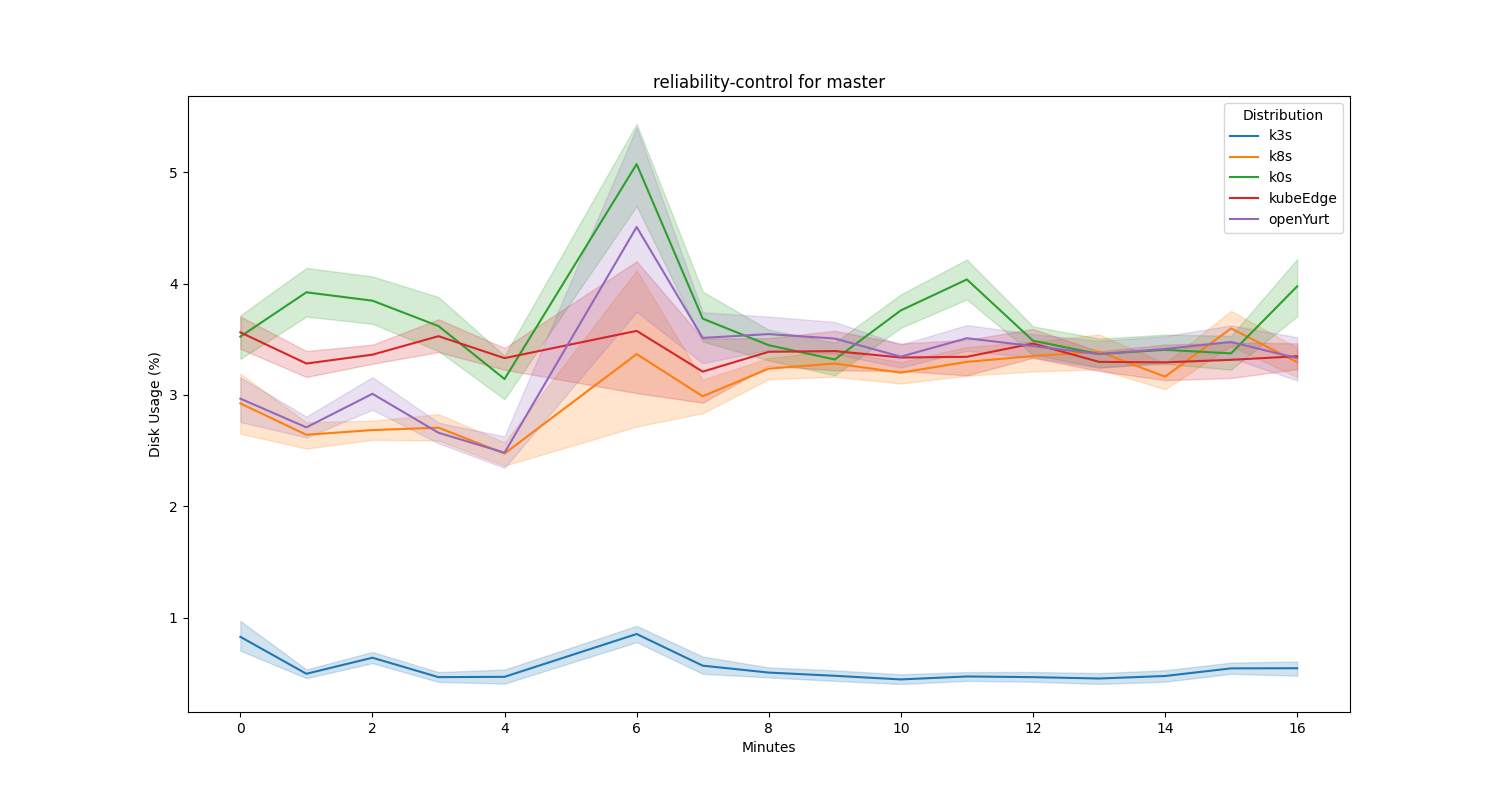 reliability-control for master
Distribution
k3s
k8s
k0s
kubeEdge
openYurt
Disk Usage (%)
5
4
3
2
1
0 2 4 6 8 10 12 14 16
Minutes